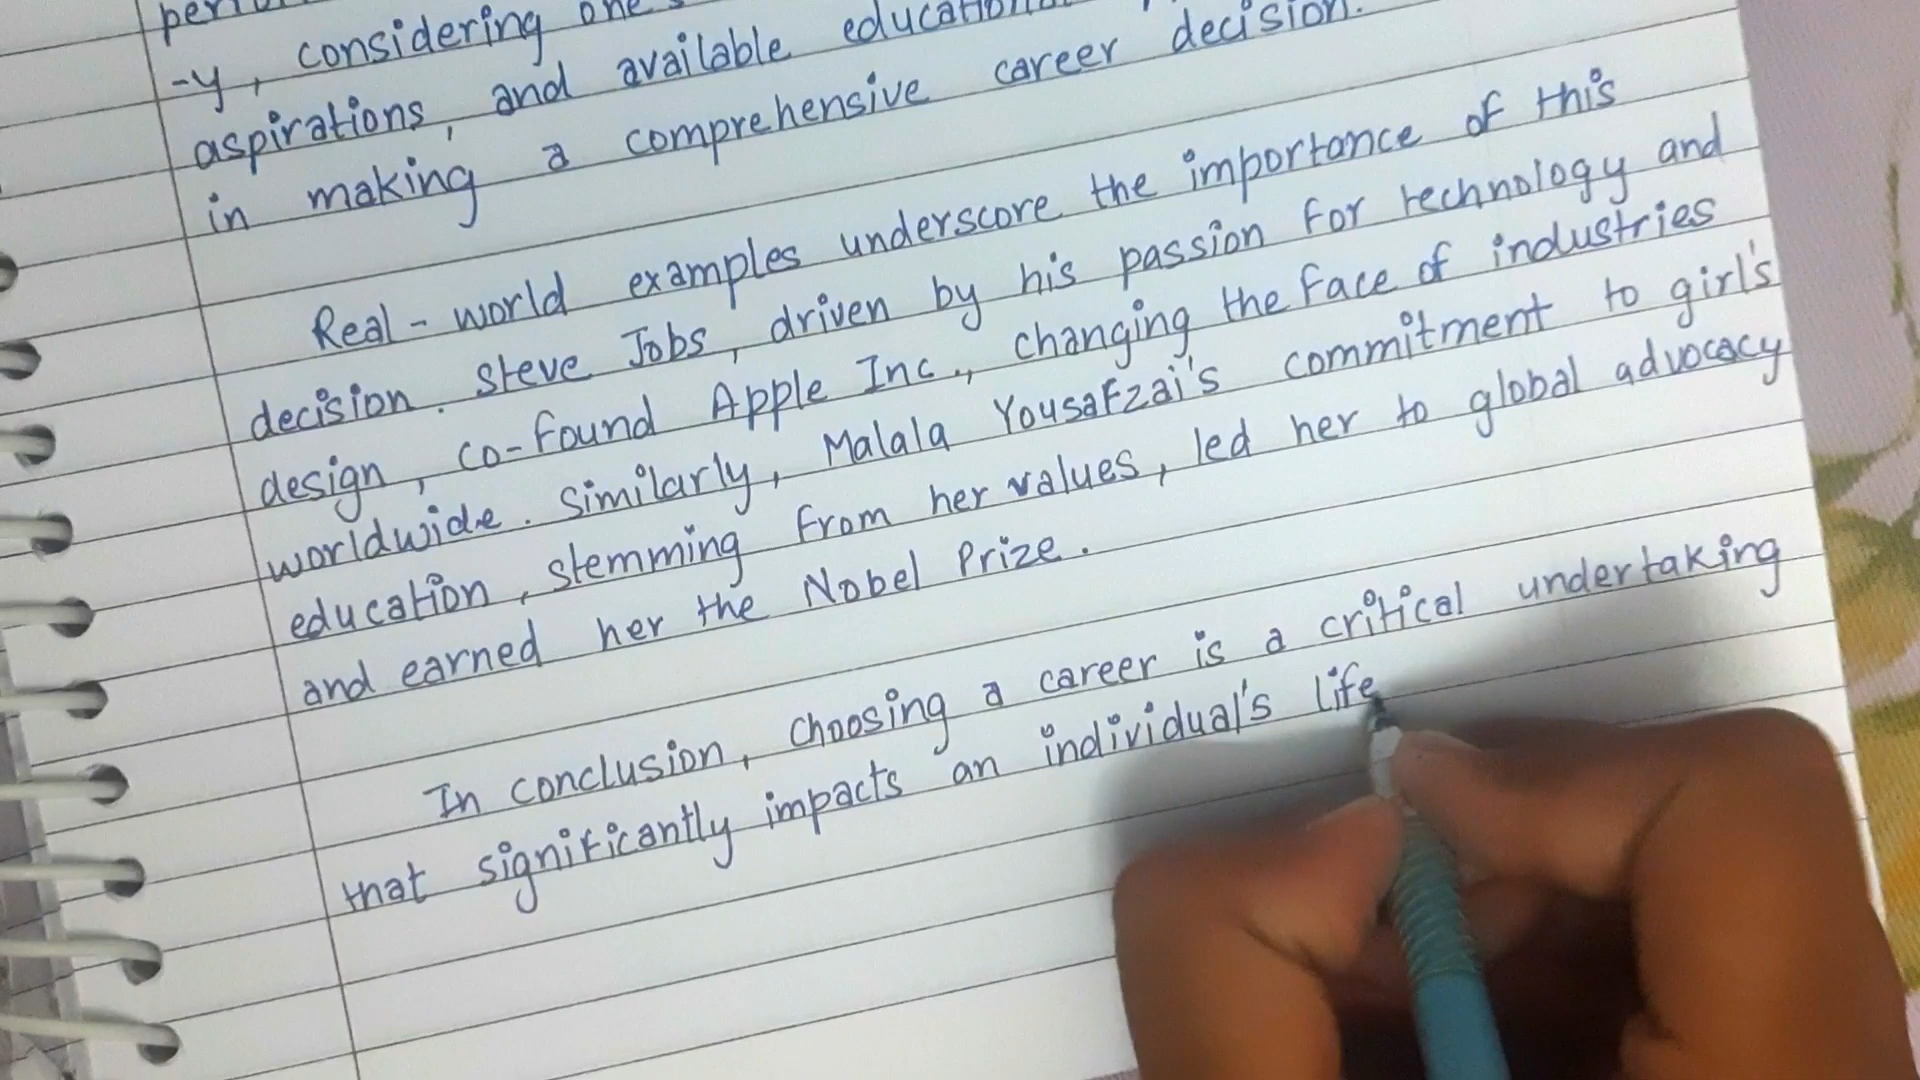 -y, considering one's
aspirations, and available
in making a comprehensive career decision.
Real-world examples underscore the importance of this
decision. Steve Jobs, driven by his passion for technology and
design, co-found Apple Inc., changing the face of industries
worldwide. Similarly, Malala Yousafzai's commitment to girl's
education, stemming from her values, led her to global advocacy
and earned her the Nobel Prize.
In conclusion, choosing a career is a critical undertaking
that significantly impacts an individual's life